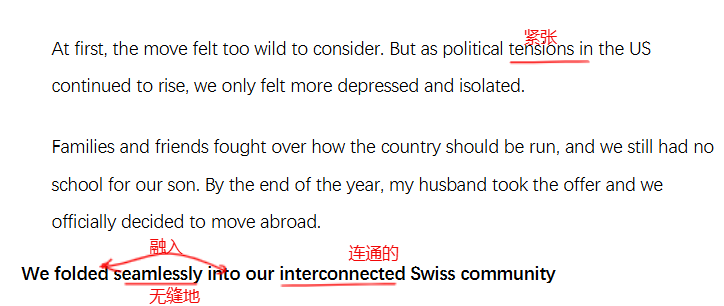 紧张
At first, the move felt too wild to consider. But as political tensions in the US
continued to rise, we only felt more depressed and isolated.
Families and friends fought over how the country should be run, and we still had no
school for our son. By the end of the year, my husband took the offer and we
officially decided to move abroad.
融入 连通的
We folded seamlessly into our interconnected Swiss community
无缝地